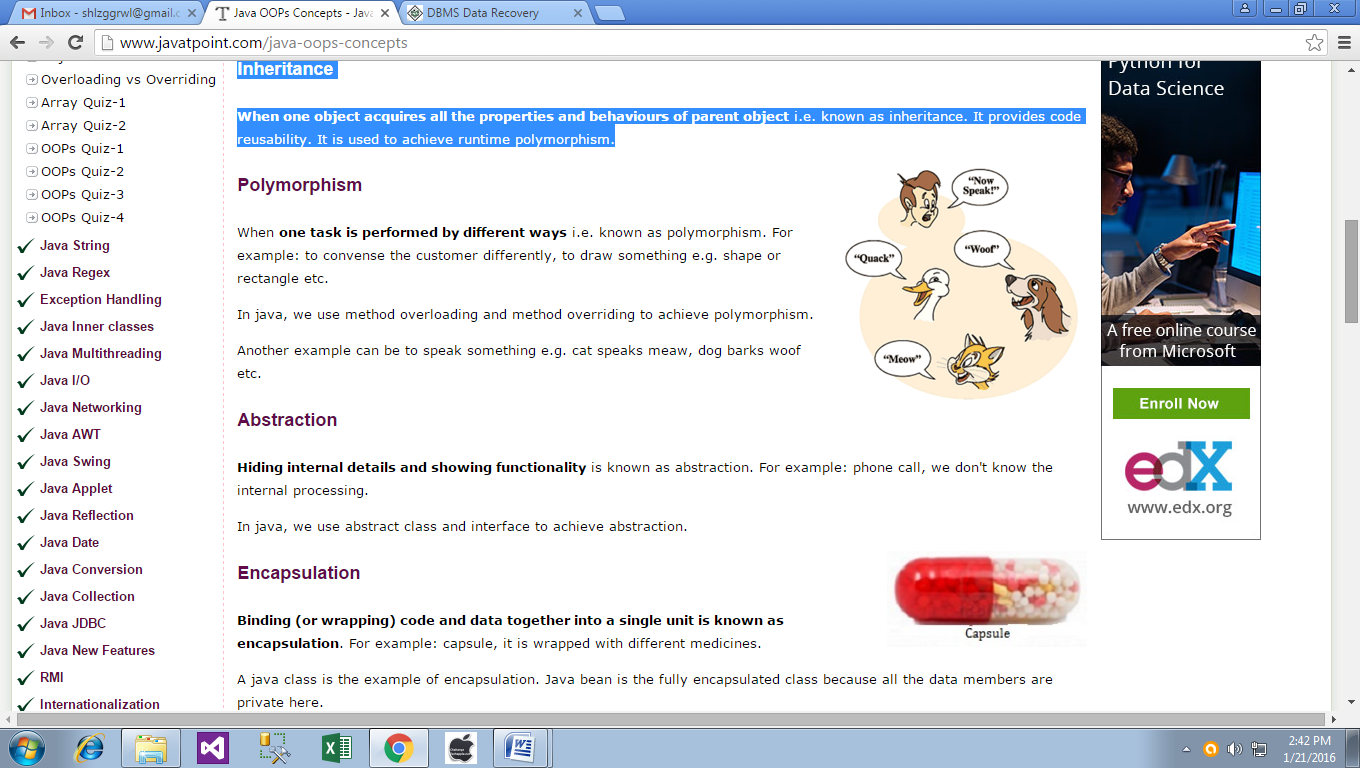 Inbox - shlzggrwl@gmail.c
Java OOPs Concepts - Java
DBMS Data Recovery
www.javatpoint.com/java-oops-concepts
Overloading vs Overriding
Array Quiz-1
Array Quiz-2
OOPs Quiz-1
OOPs Quiz-2
OOPs Quiz-3
OOPs Quiz-4
Java String
Java Regex
Exception Handling
Java Inner classes
Java Multithreading
Java I/O
Java Networking
Java AWT
Java Swing
Java Applet
Java Reflection
Java Date
Java Conversion
Java Collection
Java JDBC
Java New Features
RMI
Internationalization
Inheritance
When one object acquires all the properties and behaviours of parent object i.e. known as inheritance. It provides code
reusability. It is used to achieve runtime polymorphism.
Polymorphism
When one task is performed by different ways i.e. known as polymorphism. For
example: to convense the customer differently, to draw something e.g. shape or
rectangle etc.
In java, we use method overloading and method overriding to achieve polymorphism.
Another example can be to speak something e.g. cat speaks meaw, dog barks woof
etc.
"Now
Speak!"
"Woof"
"Quack"
"Meow"
Abstraction
Hiding internal details and showing functionality is known as abstraction. For example: phone call, we don't know the
internal processing.
In java, we use abstract class and interface to achieve abstraction.
Encapsulation
Binding (or wrapping) code and data together into a single unit is known as
encapsulation. For example: capsule, it is wrapped with different medicines.
Capsule
A java class is the example of encapsulation. Java bean is the fully encapsulated class because all the data members are
private here.
Python for
Data Science
A free online course
from Microsoft
Enroll Now
edX
www.edx.org
2:42 PM
1/21/2016